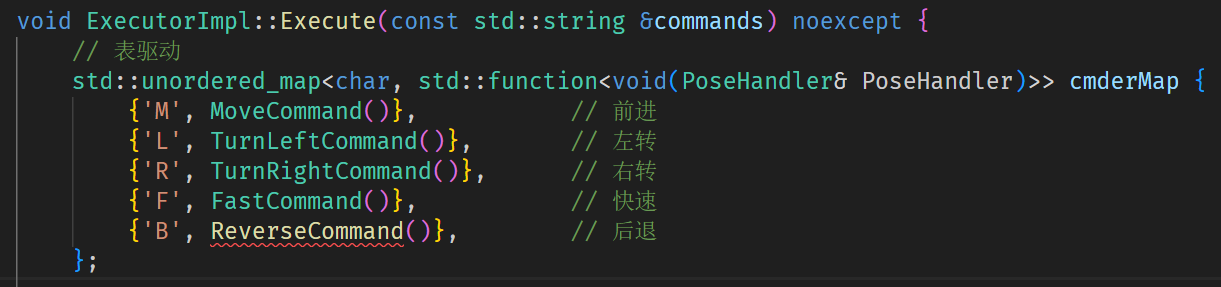 void ExecutorImpl::Execute(const std::string &commands) noexcept {
    // 表驱动
    std::unordered_map<char, std::function<void(PoseHandler& PoseHandler)>> cmderMap {
        {'M', MoveCommand()},           // 前进
        {'L', TurnLeftCommand()},       // 左转
        {'R', TurnRightCommand()},      // 右转
        {'F', FastCommand()},           // 快速
        {'B', ReverseCommand()},        // 后退
    };